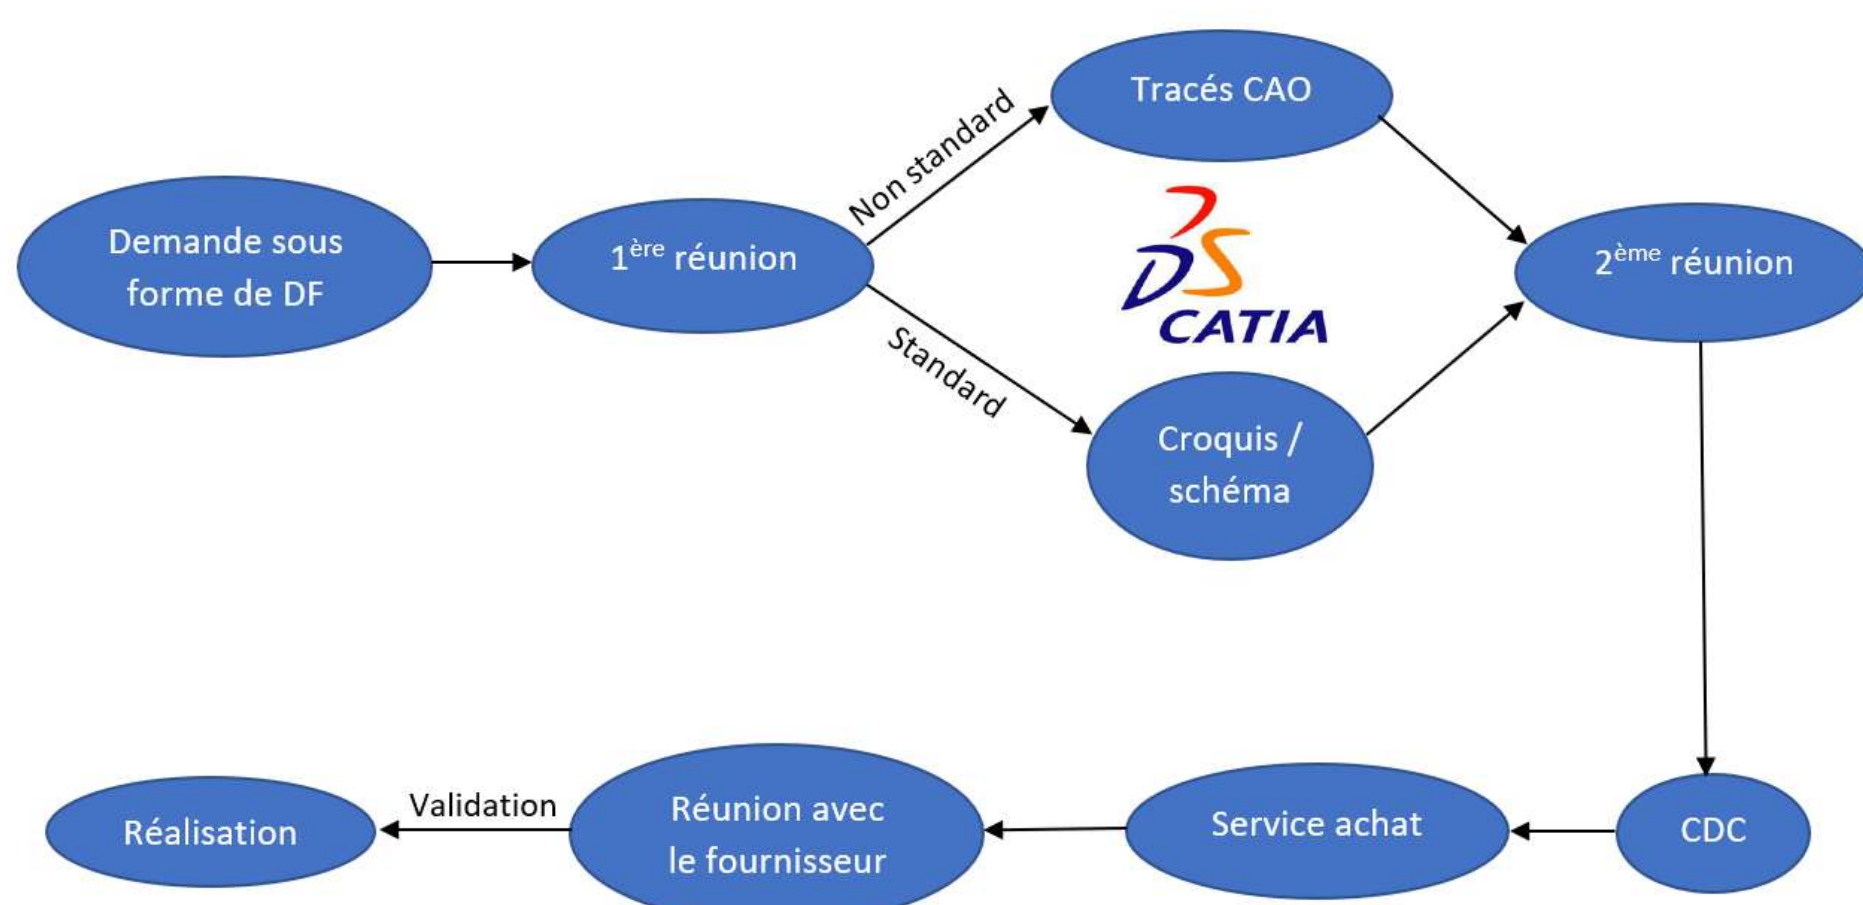 Demande sous
forme de DF
1ère réunion
Non standard
Standard
Tracés CAO
CATIA
Croquis /
schéma
2ème réunion
CDC
Service achat
Réunion avec
le fournisseur
Validation
Réalisation